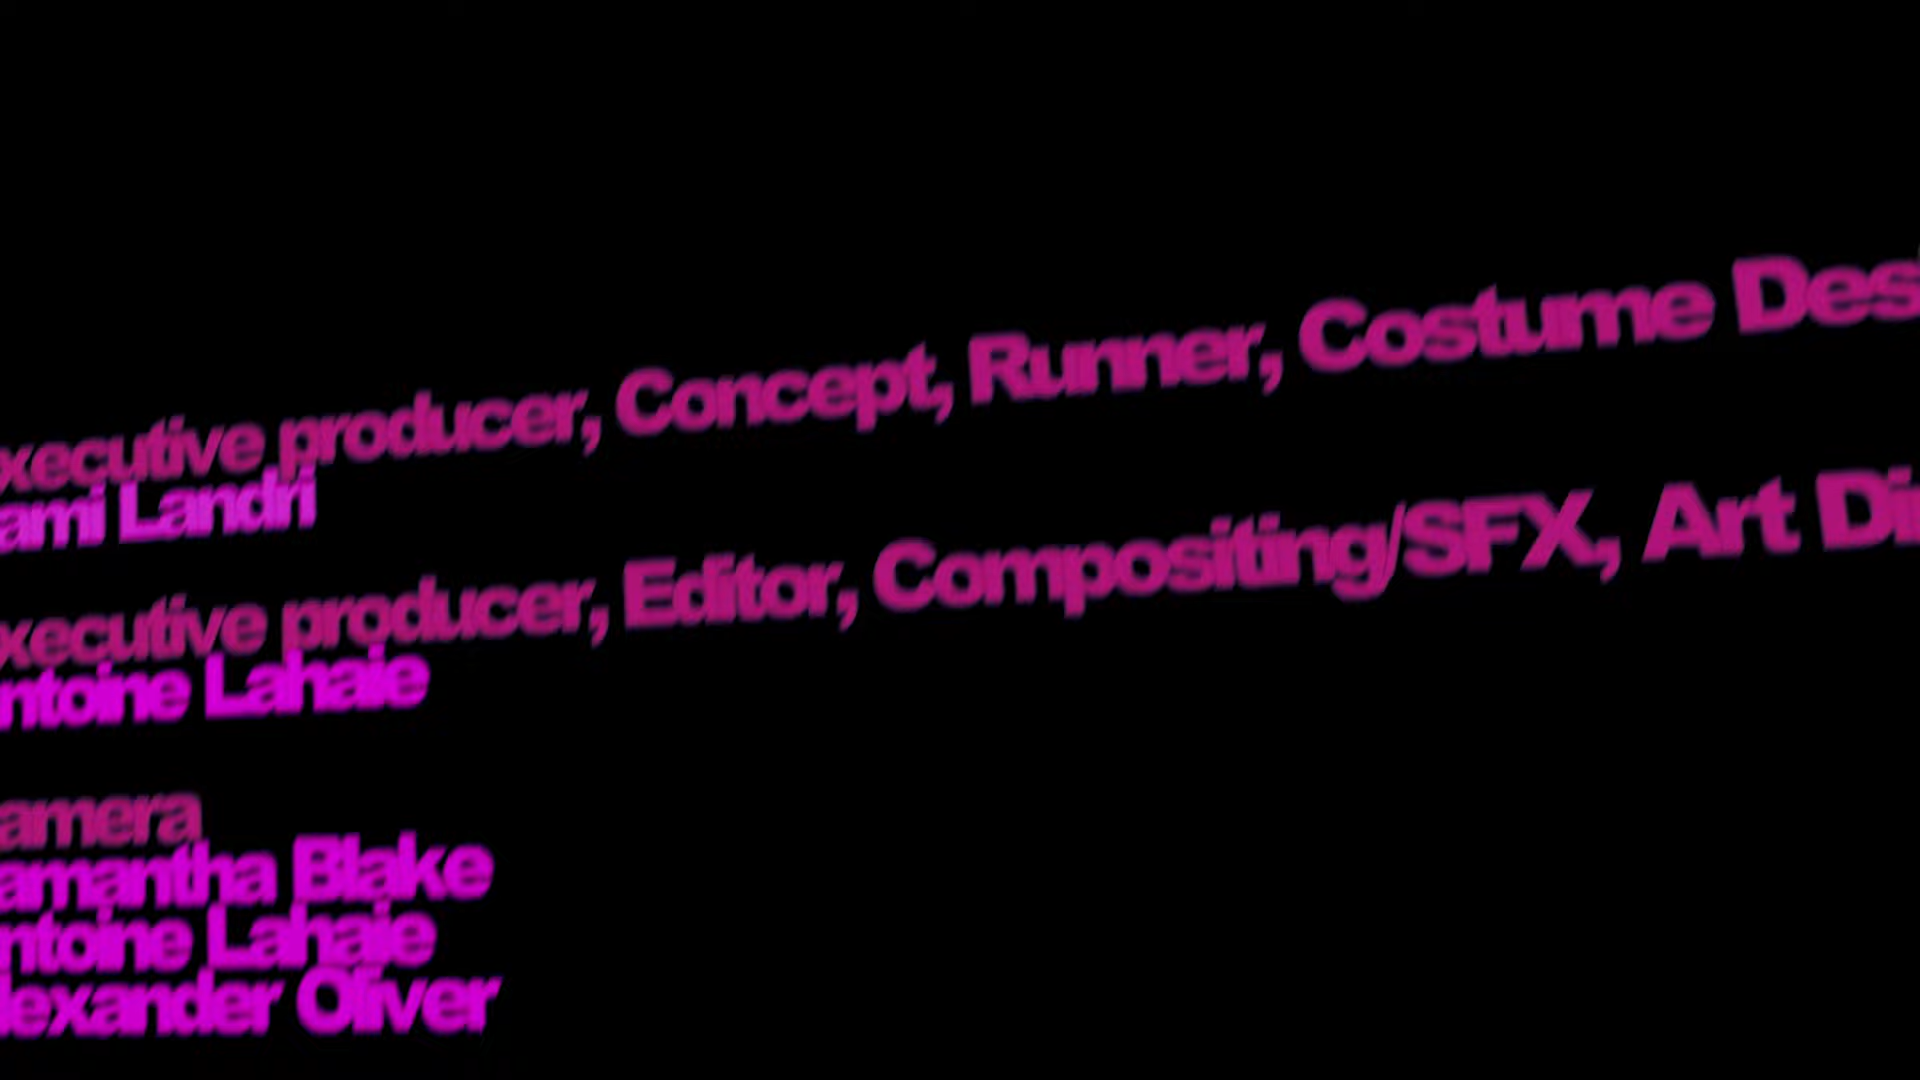 xecutive producer, Concept, Runner, Costume Des
ami Landri
xecutive producer, Editor, Compositing/SFX, Art Di
ntoine Lahaie
amera
amantha Blake
ntoine Lahaie
lexander Oliver